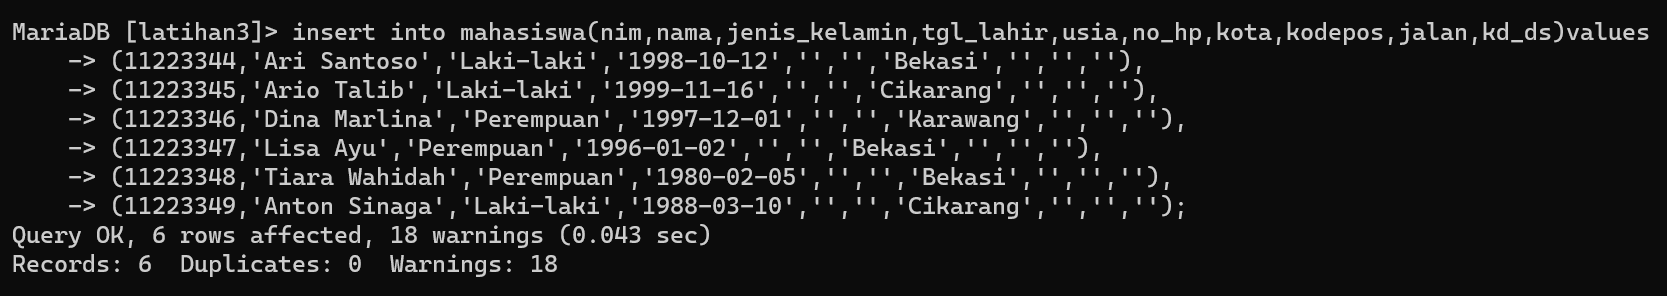 MariaDB [latihan3]> insert into mahasiswa(nim,nama,jenis_kelamin,tgl_lahir,usia,no_hp,kota,kodepos,jalan,kd_ds)values
    -> (11223344,'Ari Santoso','Laki-laki','1998-10-12','','','Bekasi','','',''),
    -> (11223345,'Ario Talib','Laki-laki','1999-11-16','','','Cikarang','','',''),
    -> (11223346,'Dina Marlina','Perempuan','1997-12-01','','','Karawang','','',''),
    -> (11223347,'Lisa Ayu','Perempuan','1996-01-02','','','Bekasi','','',''),
    -> (11223348,'Tiara Wahidah','Perempuan','1980-02-05','','','Bekasi','','',''),
    -> (11223349,'Anton Sinaga','Laki-laki','1988-03-10','','','Cikarang','','','');
Query OK, 6 rows affected, 18 warnings (0.043 sec)
Records: 6  Duplicates: 0  Warnings: 18